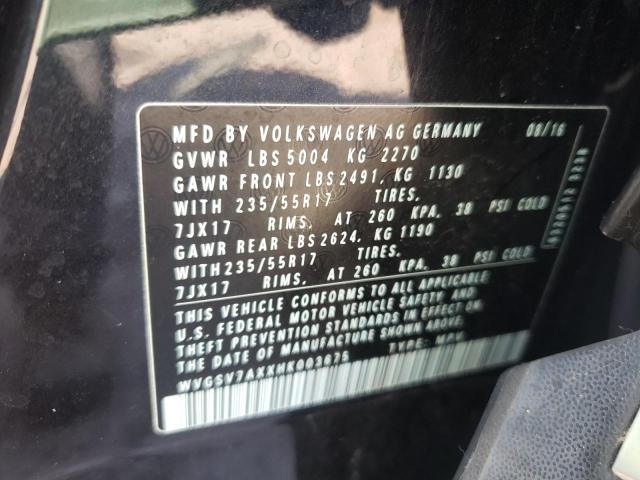 MFD BY VOLKSWAGEN AG GERMANY 08/16
GVWR LBS 5004 KG 2270
GAWR FRONT LBS 2491, KG 1130
WITH 235/55R17 TIRES,
7JX17 RIMS, AT 260 KPA, 38 PSI COLD
GAWR REAR LBS 2624, KG 1190
WITH 235/55R17 TIRES,
7JX17 RIMS, AT 260 KPA, 38 PSI COLD
THIS VEHICLE CONFORMS TO ALL APPLICABLE
U.S. FEDERAL MOTOR VEHICLE SAFETY AND
THEFT PREVENTION STANDARDS IN EFFECT ON
THE DATE OF MANUFACTURE SHOWN ABOVE.
WVGSV7AXXHK003675 TYPE: MPV